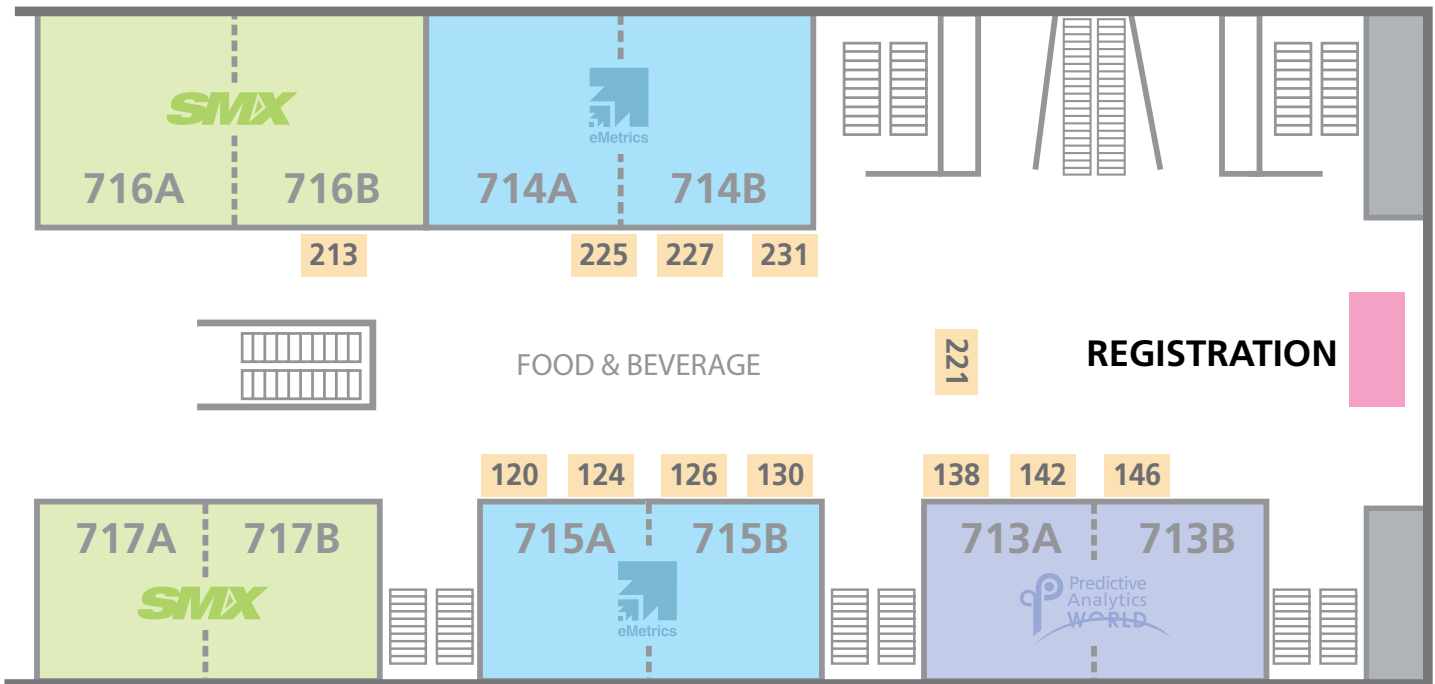 SMX
eMetrics
716A
716B
714A
714B
213
225
227
231
FOOD & BEVERAGE
221
REGISTRATION
120
124
126
130
138
142
146
717A
717B
715A
715B
713A
713B
SMX
eMetrics
Predictive
Analytics
WORLD